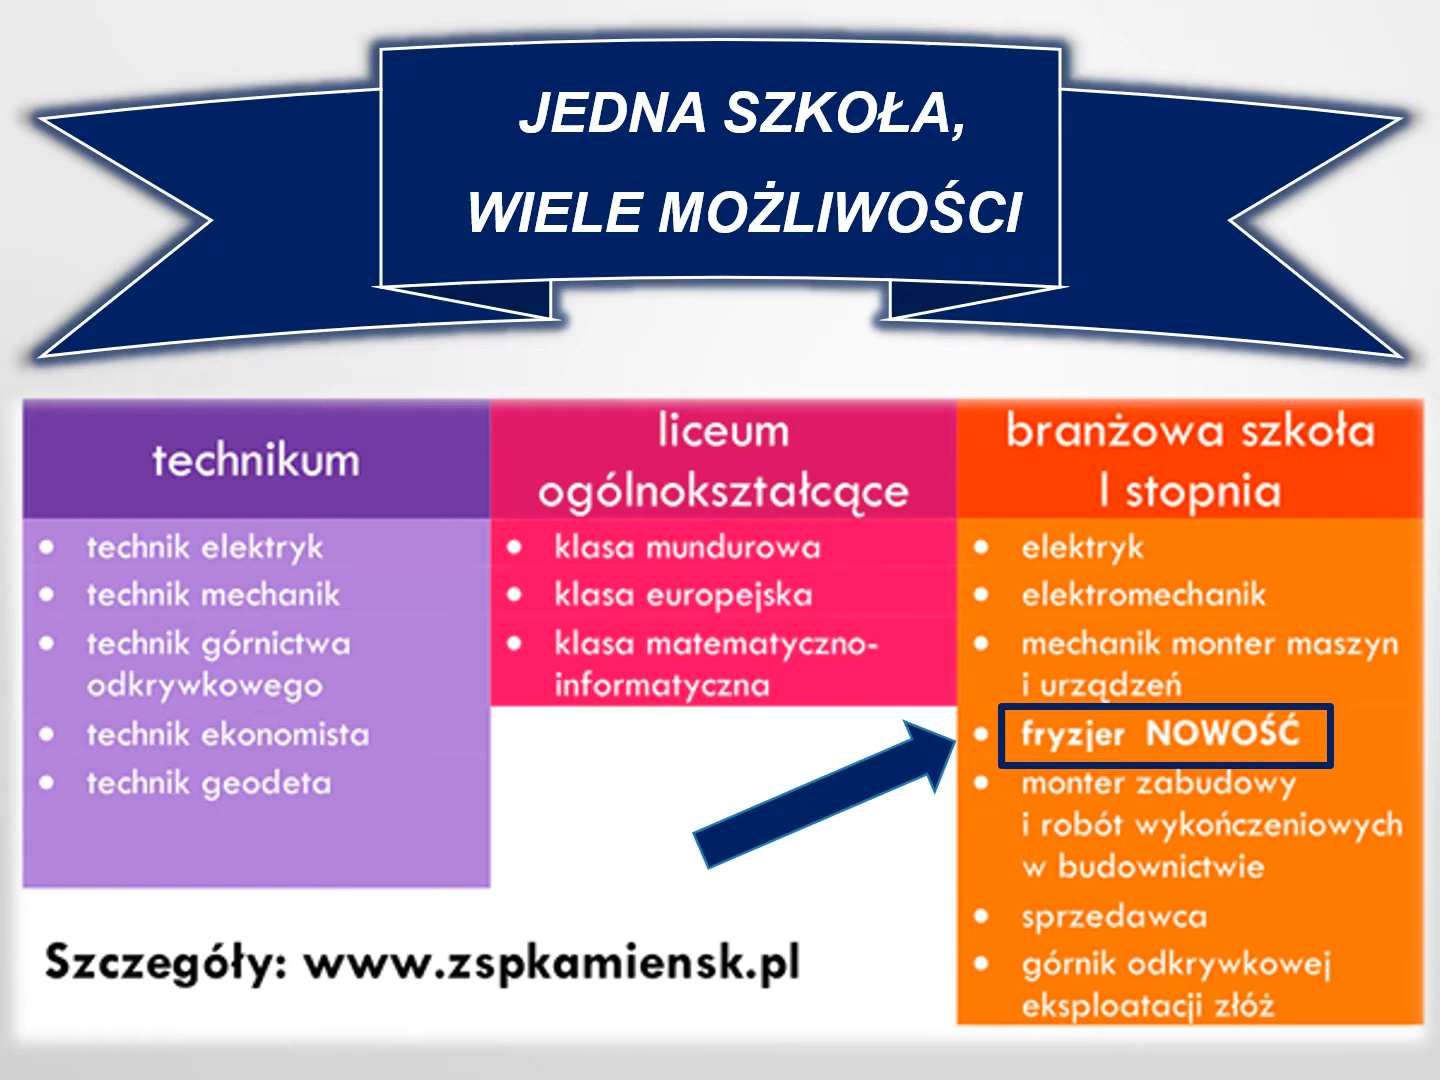 JEDNA SZKOŁA,
WIELE MOŻLIWOŚCI
technikum
• technik elektryk
• technik mechanik
• technik górnictwa
odkrywkowego
• technik ekonomista
• technik geodeta
liceum
ogólnokształcące
• klasa mundurowa
• klasa europejska
• klasa matematyczno-
informatyczna
branżowa szkoła
I stopnia
• elektryk
• elektromechanik
• mechanik monter maszyn
i urządzeń
• fryzjer NOWOŚĆ
• monter zabudowy
i robót wykończeniowych
w budownictwie
• sprzedawca
• górnik odkrywkowej
eksploatacji złóż
Szczegóły: www.zspkamiensk.pl